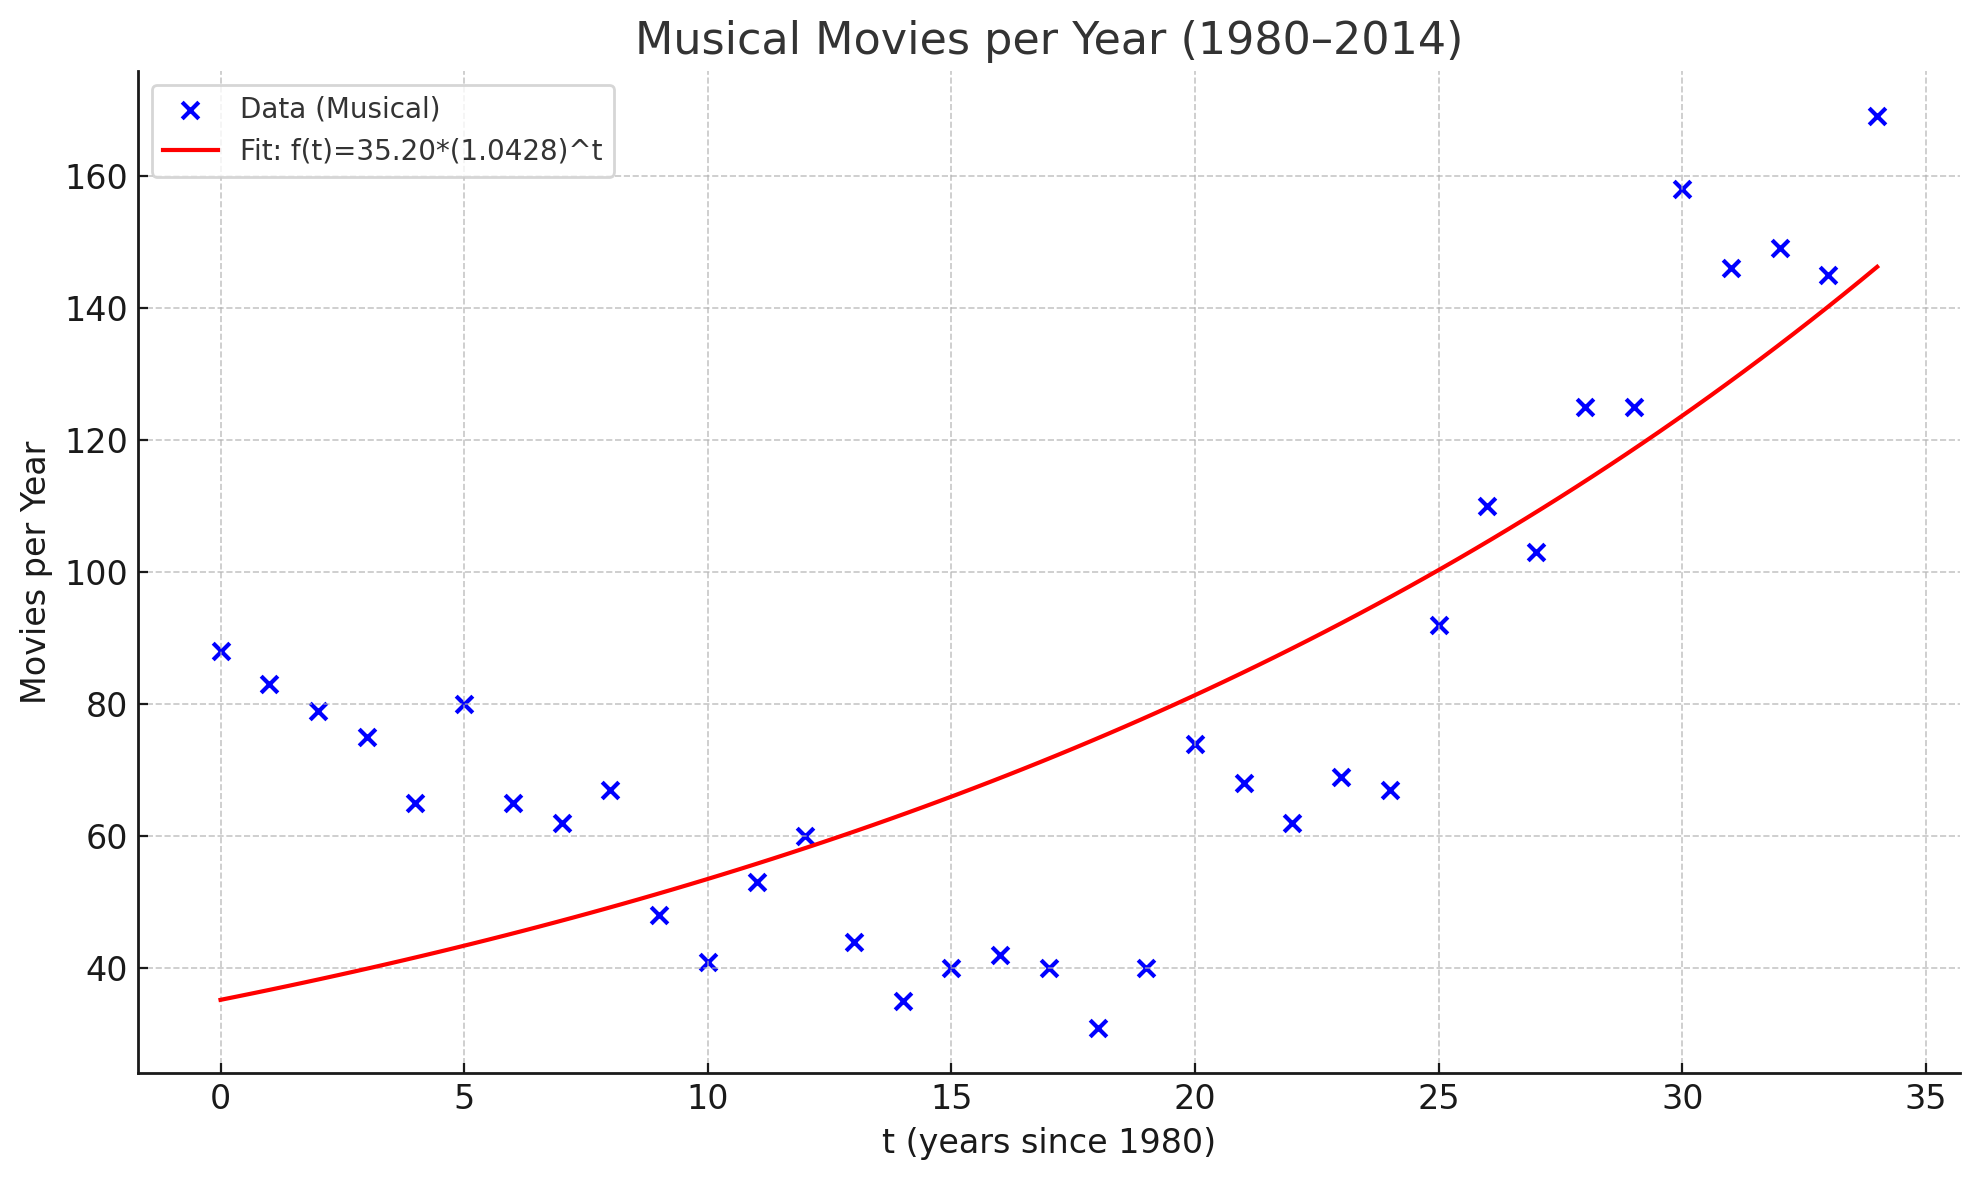 Musical Movies per Year (1980–2014)
Data (Musical)
Fit: f(t)=35.20*(1.0428)^t
Movies per Year
160
140
120
100
80
60
40
0 5 10 15 20 25 30 35
t (years since 1980)